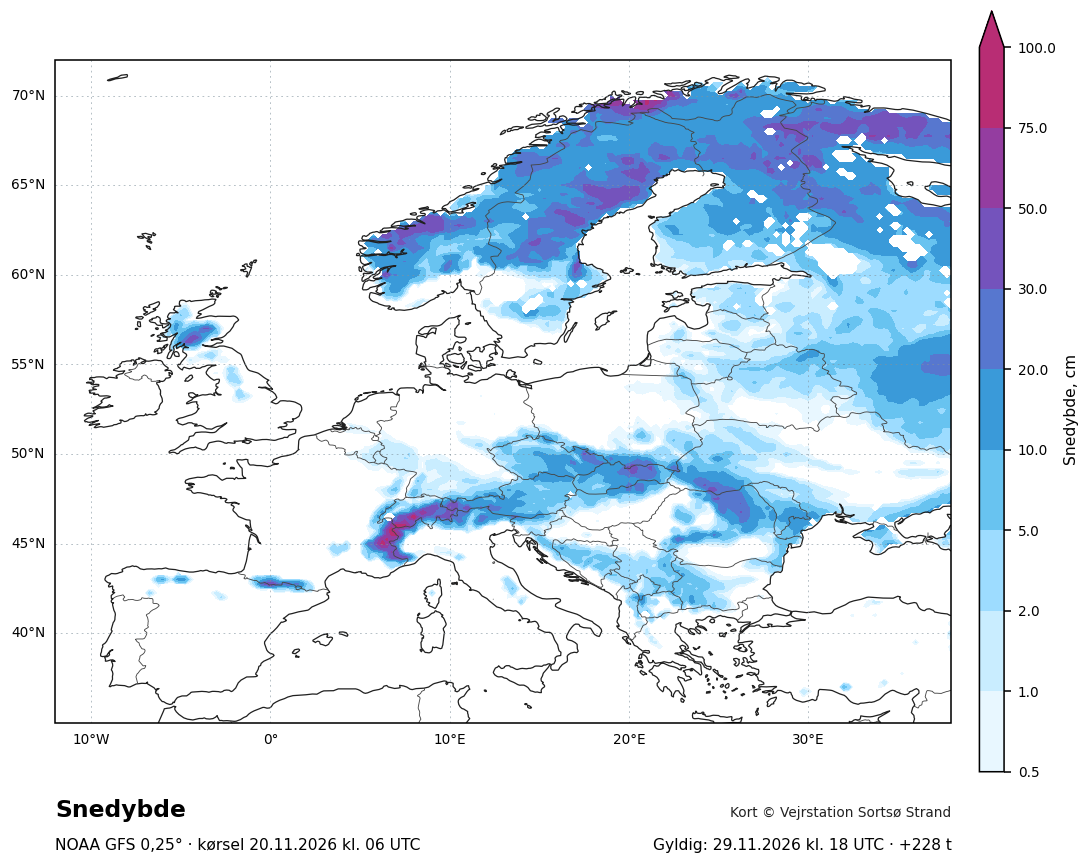 100.0
75.0
50.0
30.0
20.0
10.0
5.0
2.0
1.0
0.5
Snedybde, cm
70°N
65°N
60°N
55°N
50°N
45°N
40°N
10°W 0° 10°E 20°E 30°E
Snedybde
Kort © Vejrstation Sortsø Strand
NOAA GFS 0,25° · kørsel 20.11.2026 kl. 06 UTC
Gyldig: 29.11.2026 kl. 18 UTC · +228 t